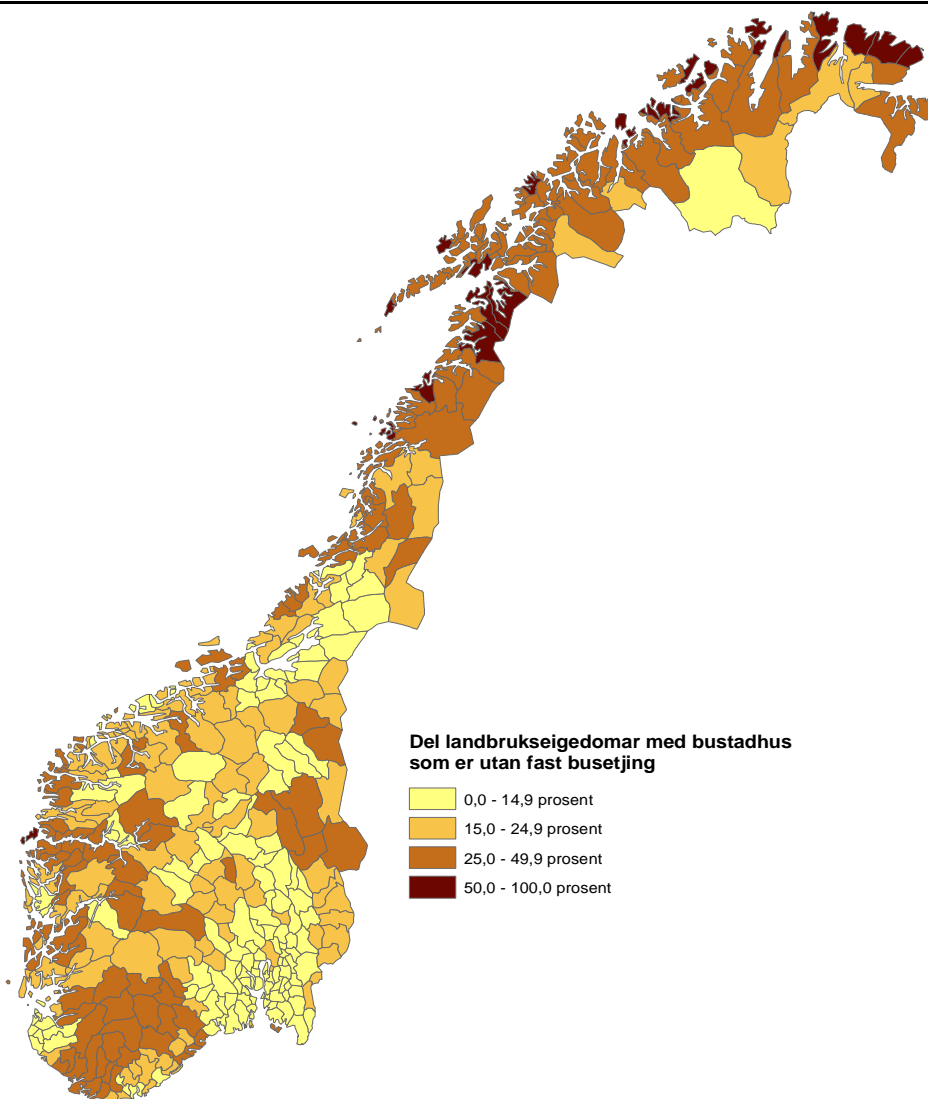 Del landbrukseigedomar med bustadhus
som er utan fast busetjing
0,0 - 14,9 prosent
15,0 - 24,9 prosent
25,0 - 49,9 prosent
50,0 - 100,0 prosent